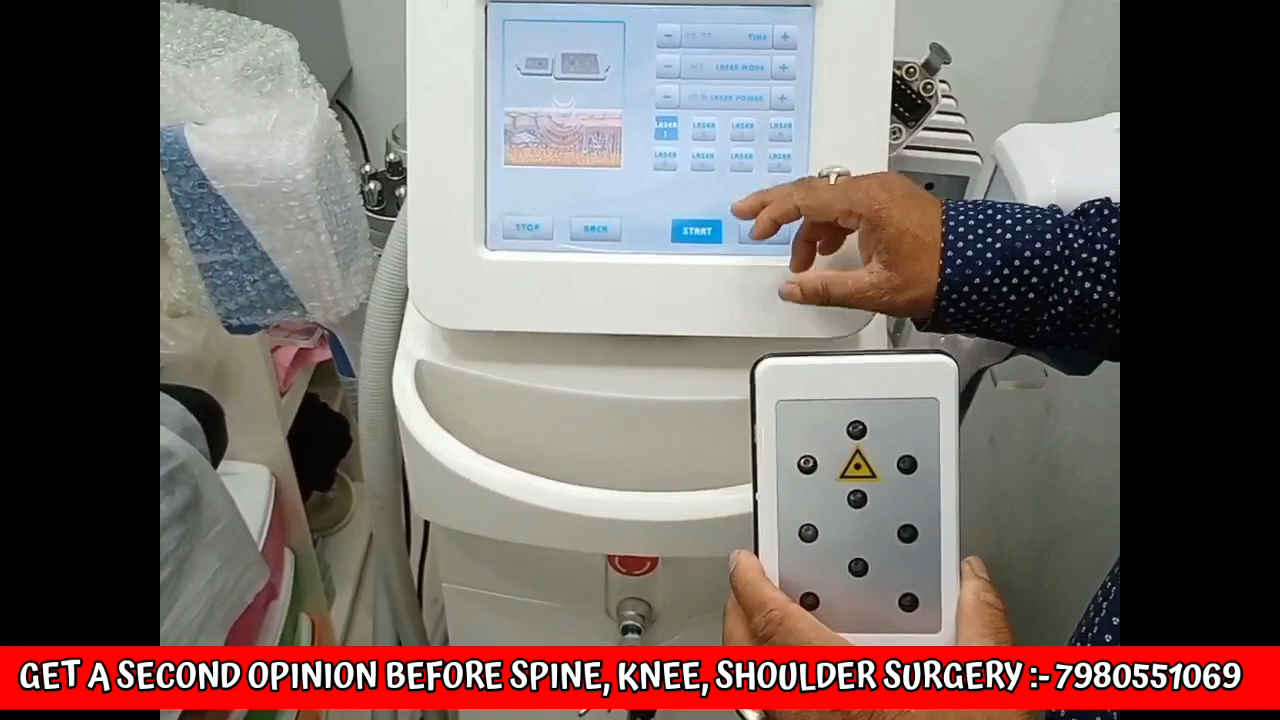 - TIME +
- LASER MODE +
- LASER POWER +
LASER 1 LASER LASER LASER
LASER LASER LASER LASER
STOP BACK START
GET A SECOND OPINION BEFORE SPINE, KNEE, SHOULDER SURGERY :- 7980551069